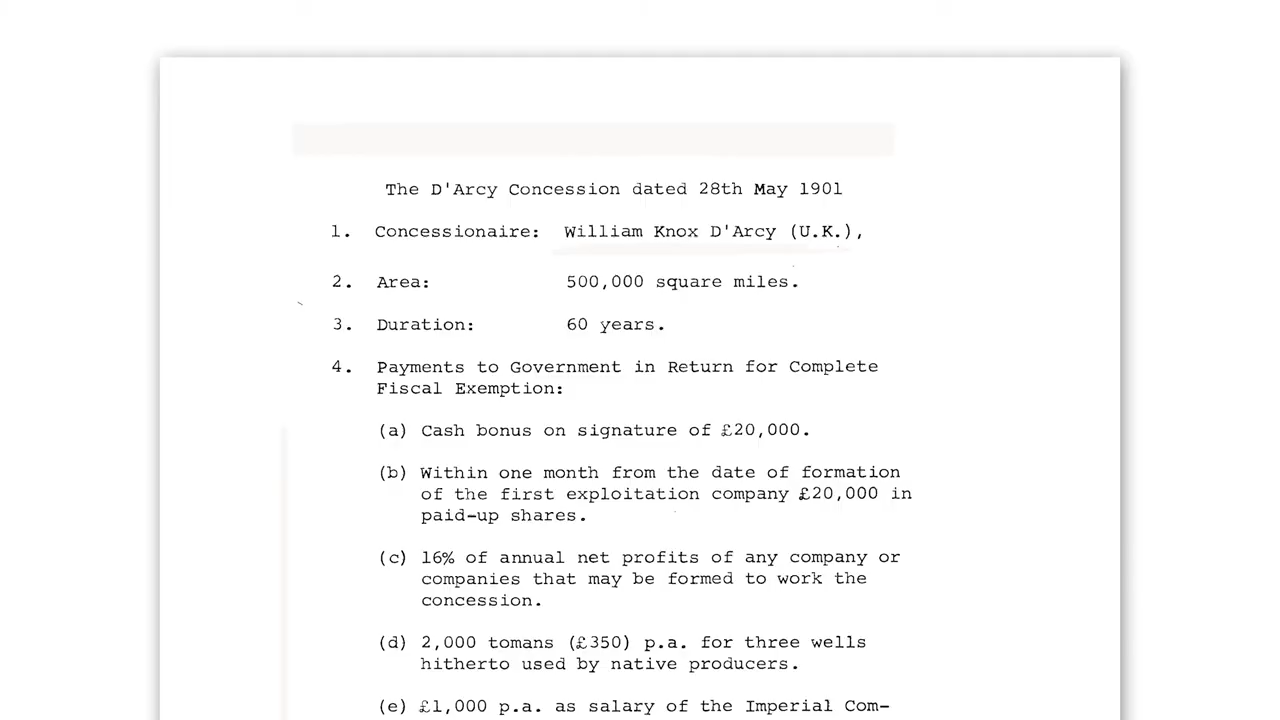 The D'Arcy Concession dated 28th May 1901
1. Concessionaire: William Knox D'Arcy (U.K.),
2. Area: 500,000 square miles.
3. Duration: 60 years.
4. Payments to Government in Return for Complete
Fiscal Exemption:
(a) Cash bonus on signature of £20,000.
(b) Within one month from the date of formation
of the first exploitation company £20,000 in
paid-up shares.
(c) 16% of annual net profits of any company or
companies that may be formed to work the
concession.
(d) 2,000 tomans (£350) p.a. for three wells
hitherto used by native producers.
(e) £1,000 p.a. as salary of the Imperial Com-